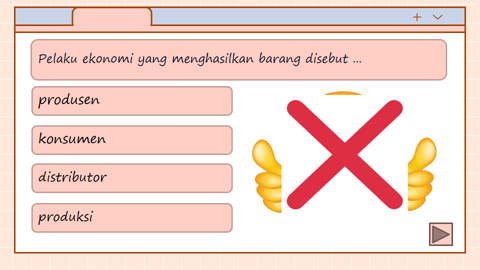 Pelaku ekonomi yang menghasilkan barang disebut ...
produsen
konsumen
distributor
produksi